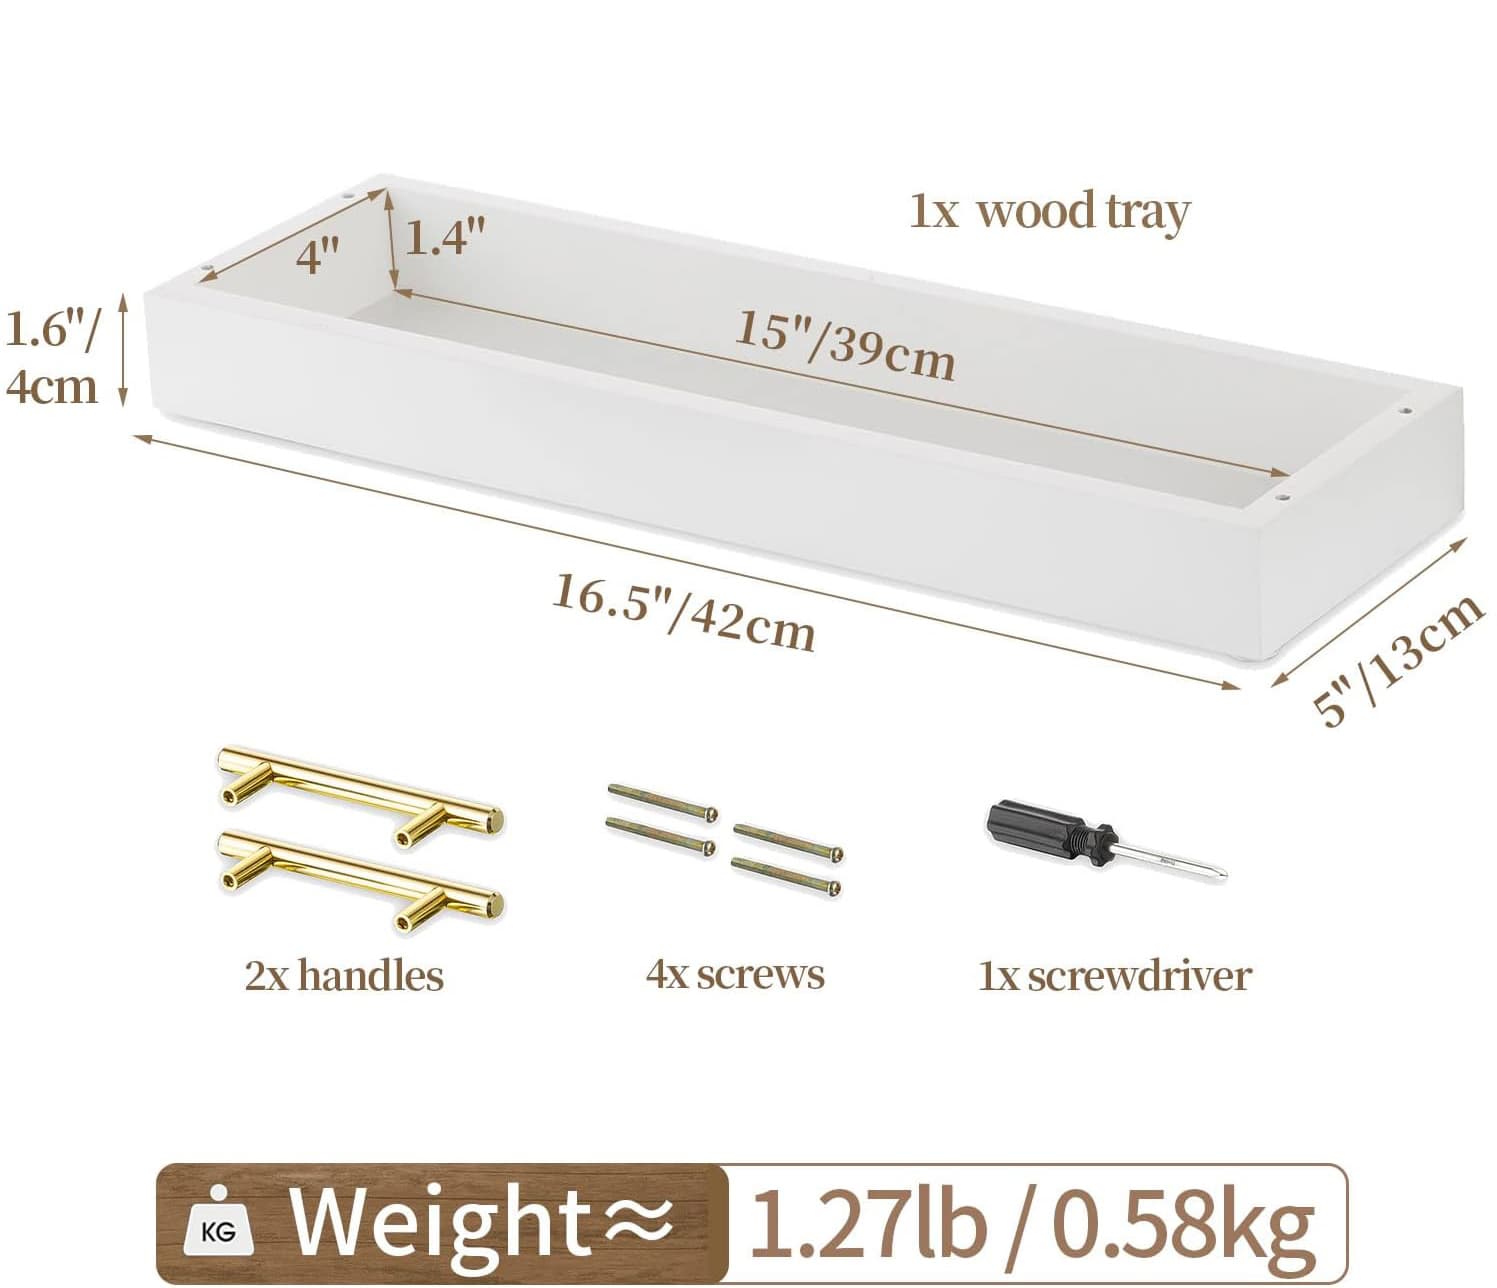 1x wood tray
4"
1.4"
1.6"/
4cm
15"/39cm
16.5"/42cm
5"/13cm
2x handles
4x screws
1x screwdriver
KG
Weight≈
1.27lb / 0.58kg